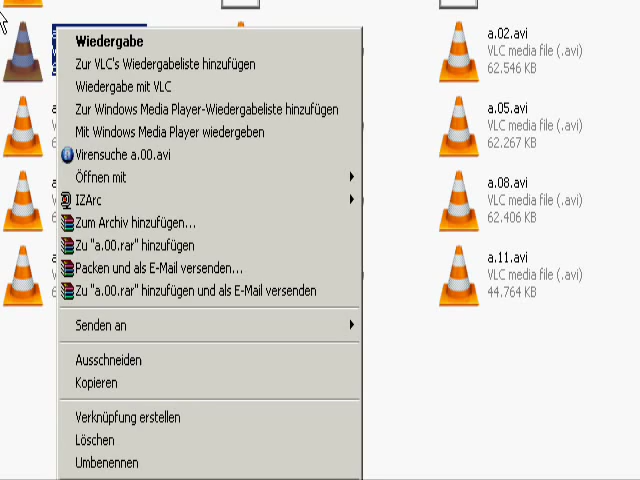 Wiedergabe
Zur VLC's Wiedergabeliste hinzufügen
Wiedergabe mit VLC
Zur Windows Media Player-Wiedergabeliste hinzufügen
Mit Windows Media Player wiedergeben
Virensuche a.00.avi
Öffnen mit
IZArc
Zum Archiv hinzufügen...
Zu "a.00.rar" hinzufügen
Packen und als E-Mail versenden...
Zu "a.00.rar" hinzufügen und als E-Mail versenden
Senden an
Ausschneiden
Kopieren
Verknüpfung erstellen
Löschen
Umbenennen
a.02.avi
VLC media file (.avi)
62.546 KB
a.05.avi
VLC media file (.avi)
62.267 KB
a.08.avi
VLC media file (.avi)
62.406 KB
a.11.avi
VLC media file (.avi)
44.764 KB